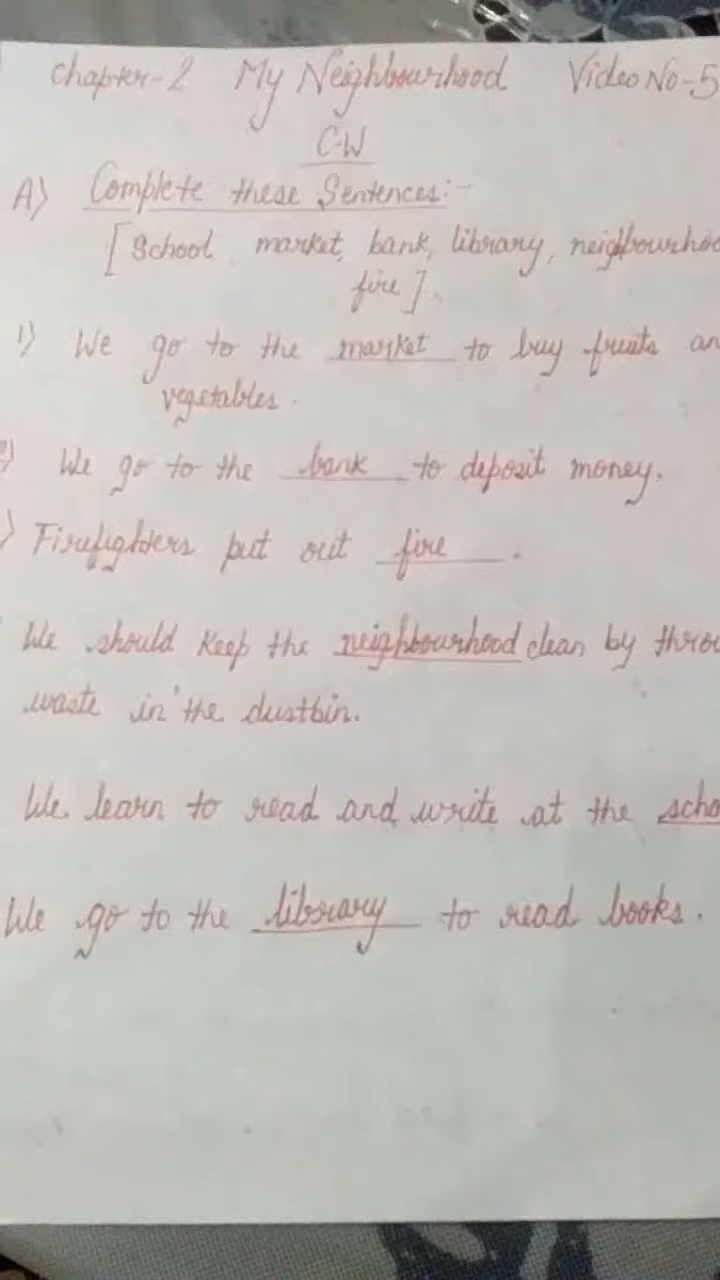 Chapter-2 My Neighbourhood Video No-5
C.W
A) Complete these Sentences:-
[School market, bank, library, neighbourhoo
fire].
1) We go to the market to buy fruits an
vegetables.
2) We go to the bank to deposit money.
) Firefighters put out fire.
We should keep the neighbourhood clean by throw
waste in the dustbin.
We learn to read and write at the scho
We go to the library to read books.